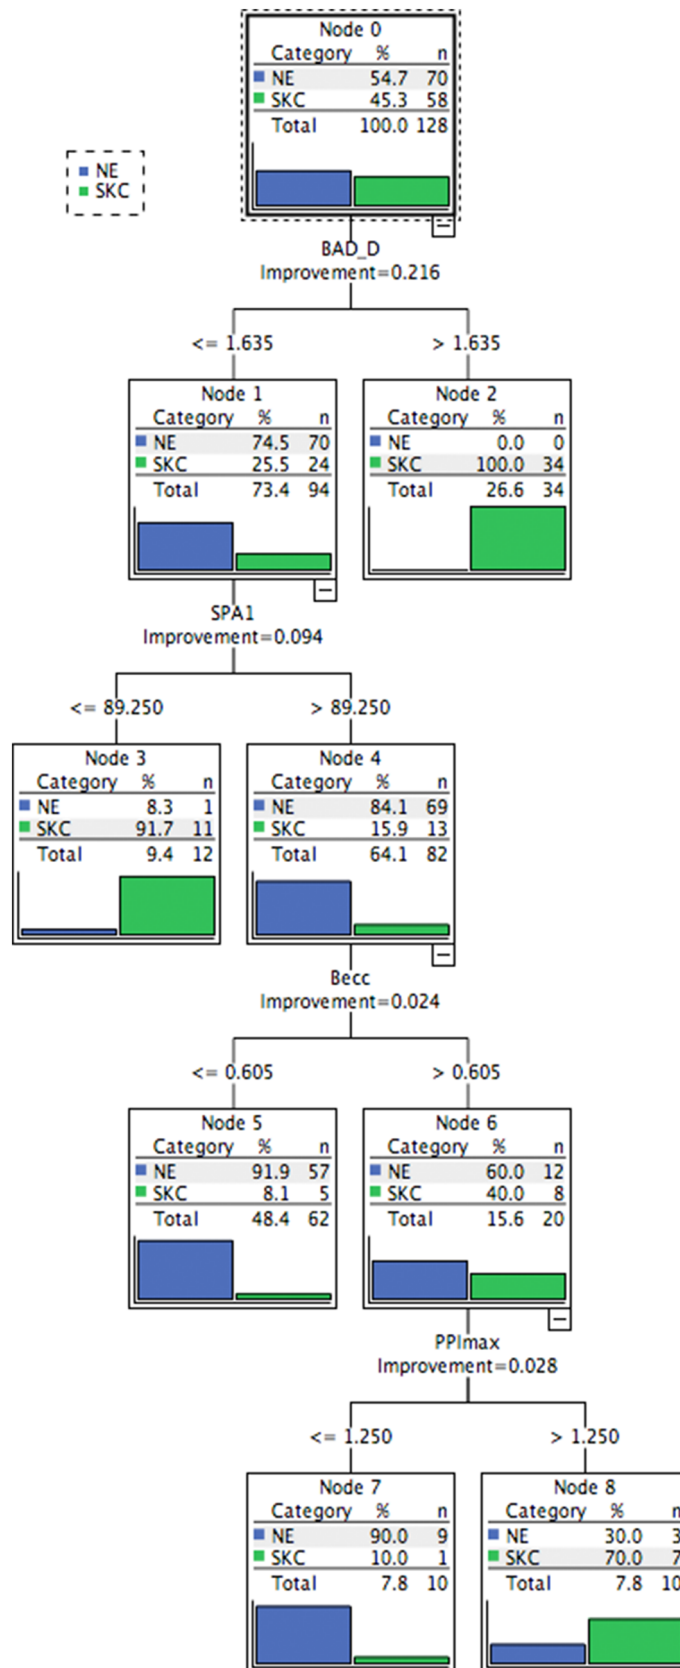 Node 0
Category % n
NE 54.7 70
SKC 45.3 58
Total 100.0 128
NE
SKC
BAD_D
Improvement=0.216
<= 1.635 > 1.635
Node 1
Category % n
NE 74.5 70
SKC 25.5 24
Total 73.4 94
Node 2
Category % n
NE 0.0 0
SKC 100.0 34
Total 26.6 34
SPA1
Improvement=0.094
<= 89.250 > 89.250
Node 3
Category % n
NE 8.3 1
SKC 91.7 11
Total 9.4 12
Node 4
Category % n
NE 84.1 69
SKC 15.9 13
Total 64.1 82
Becc
Improvement=0.024
<= 0.605 > 0.605
Node 5
Category % n
NE 91.9 57
SKC 8.1 5
Total 48.4 62
Node 6
Category % n
NE 60.0 12
SKC 40.0 8
Total 15.6 20
PPImax
Improvement=0.028
<= 1.250 > 1.250
Node 7
Category % n
NE 90.0 9
SKC 10.0 1
Total 7.8 10
Node 8
Category % n
NE 30.0 3
SKC 70.0 7
Total 7.8 10